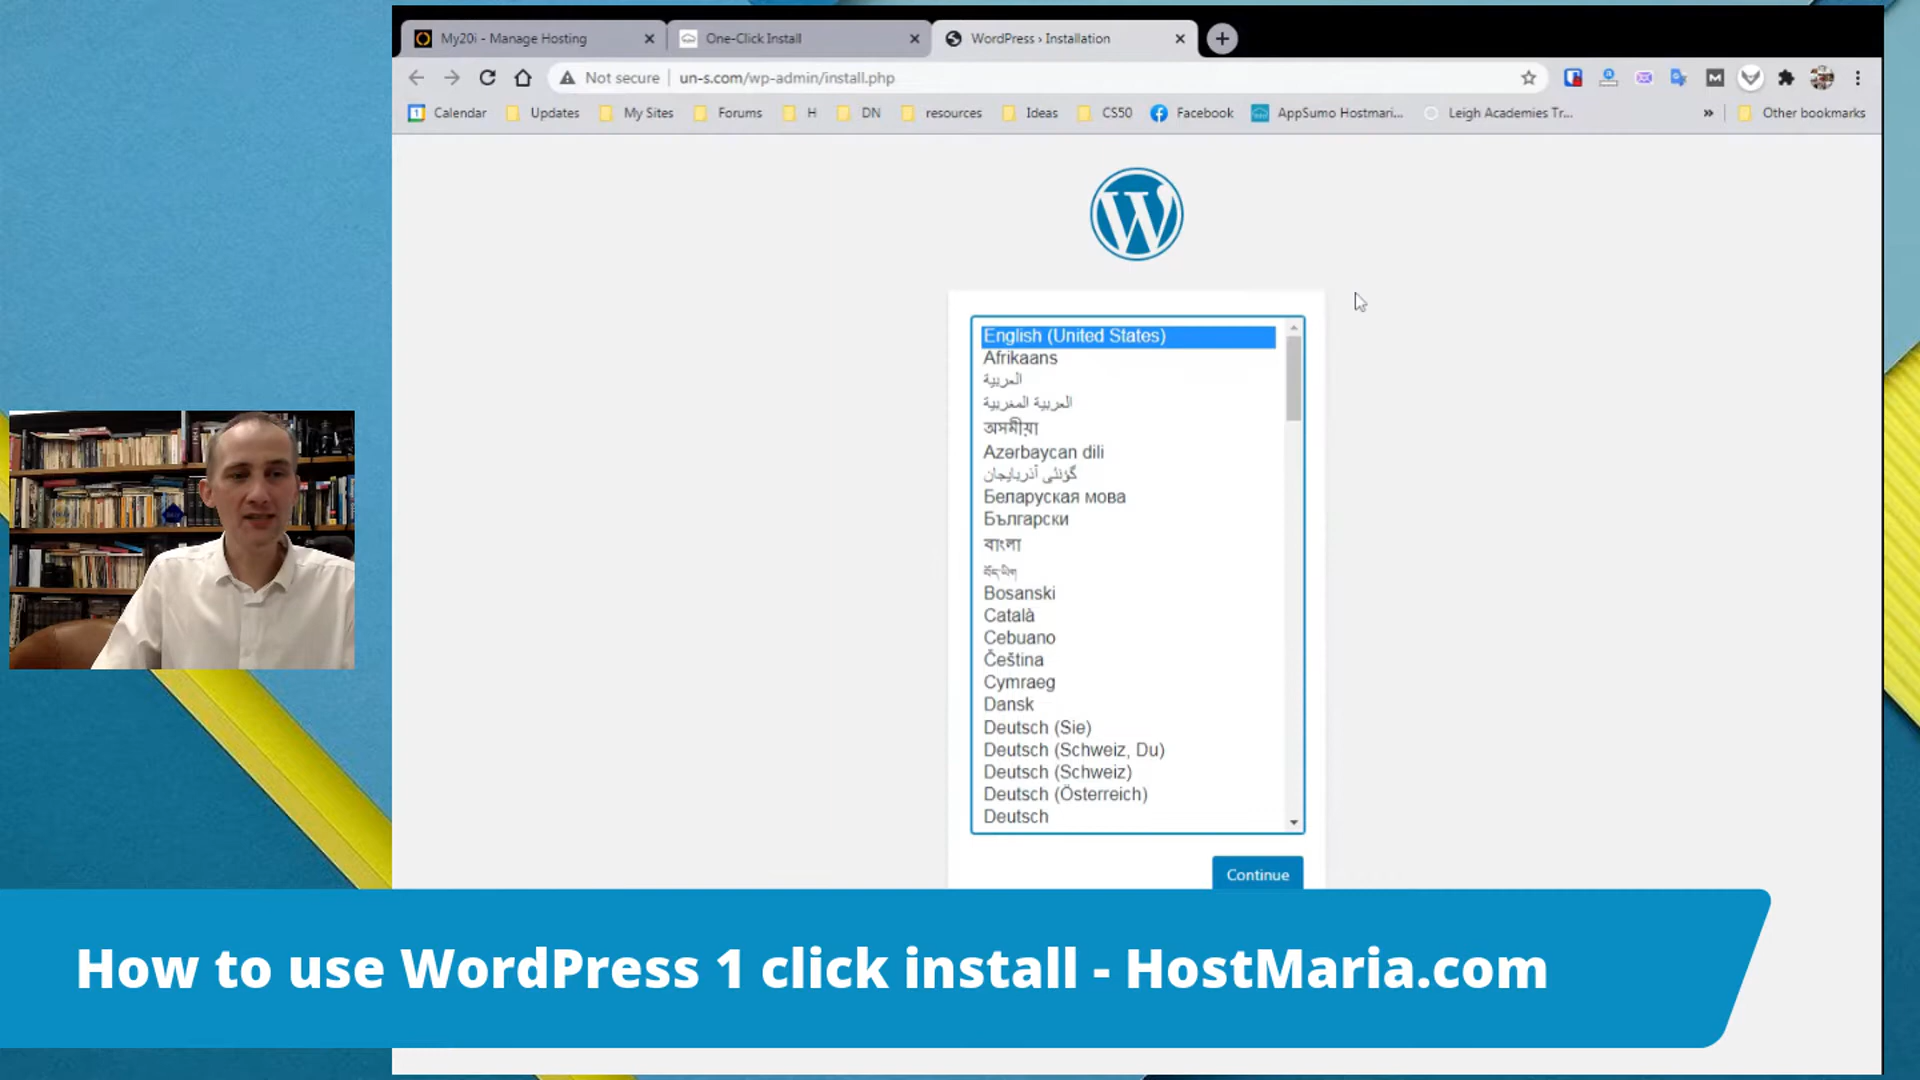 My20i - Manage Hosting
One-Click Install
WordPress › Installation
Not secure
un-s.com/wp-admin/install.php
Calendar
Updates
My Sites
Forums
H
DN
resources
Ideas
CS50
Facebook
AppSumo Hostmari...
Leigh Academies Tr...
»
Other bookmarks
English (United States)
Afrikaans
العربية
العربية المغربية
অসমীয়া
Azərbaycan dili
گؤنئی آذربایجان
Беларуская мова
Български
বাংলা
བོད་ཡིག
Bosanski
Català
Cebuano
Čeština
Cymraeg
Dansk
Deutsch (Sie)
Deutsch (Schweiz, Du)
Deutsch (Schweiz)
Deutsch (Österreich)
Deutsch
Continue
How to use WordPress 1 click install - HostMaria.com